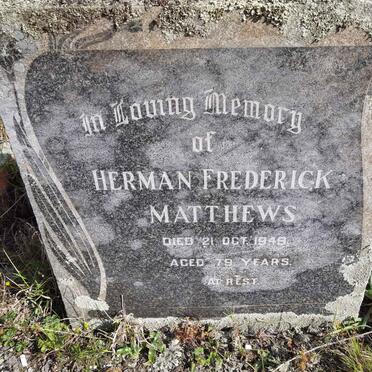 In Loving Memory
of
HERMAN FREDERICK
MATTHEWS
DIED 21 OCT. 1948.
AGED 79 YEARS.
AT REST